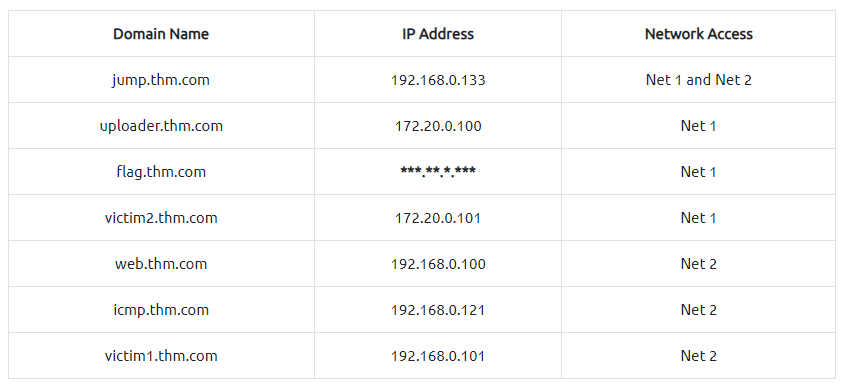 Domain Name IP Address Network Access
jump.thm.com 192.168.0.133 Net 1 and Net 2
uploader.thm.com 172.20.0.100 Net 1
flag.thm.com ***.**.*.*** Net 1
victim2.thm.com 172.20.0.101 Net 1
web.thm.com 192.168.0.100 Net 2
icmp.thm.com 192.168.0.121 Net 2
victim1.thm.com 192.168.0.101 Net 2